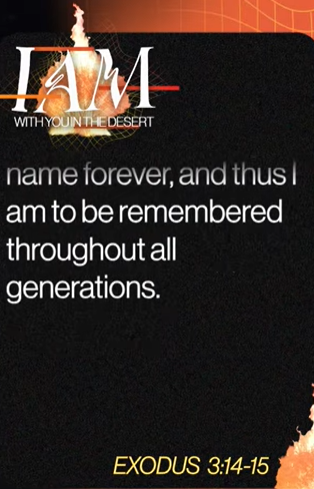 I AM
WITH YOU IN THE DESERT
name forever, and thus I
am to be remembered
throughout all
generations.
EXODUS 3:14-15